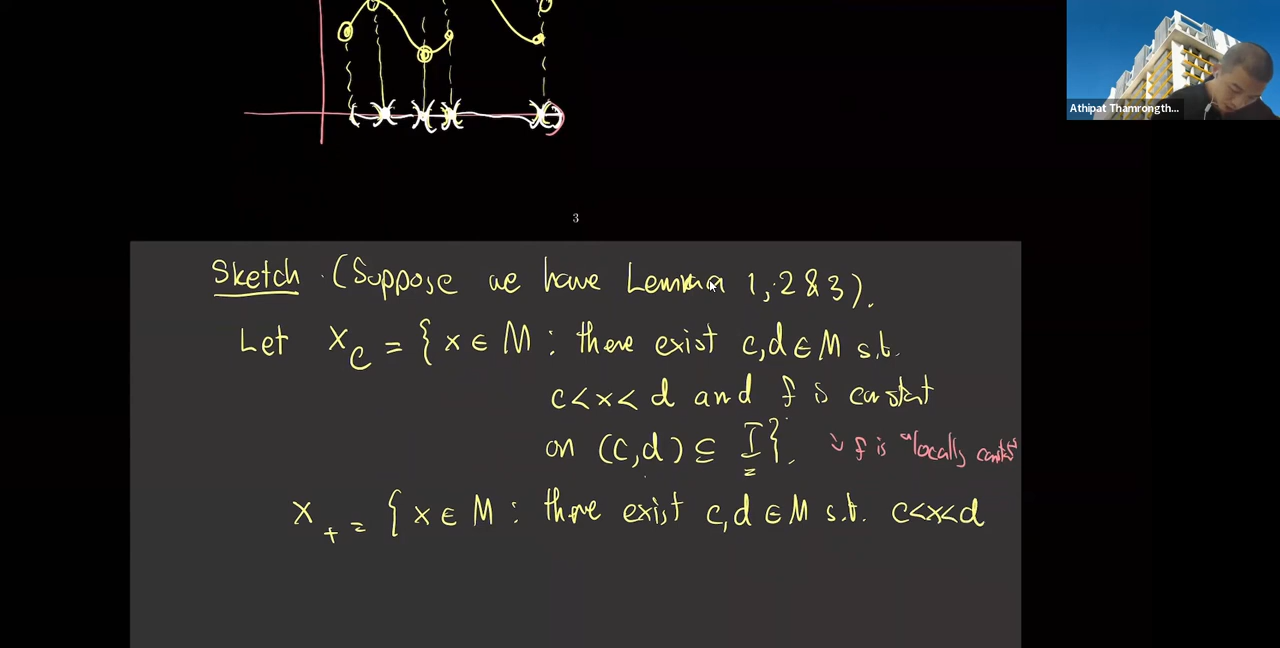 Athipat Thamrongth...
3
Sketch (Suppose we have Lemma 1, 2 & 3).
Let X_C = { x ∈ M : there exist c,d ∈ M s.t.
c < x < d and f is constant
on (c,d) ⊆ I }. f is "locally const"
X_+ = { x ∈ M : there exist c,d ∈ M s.t. c<x<d